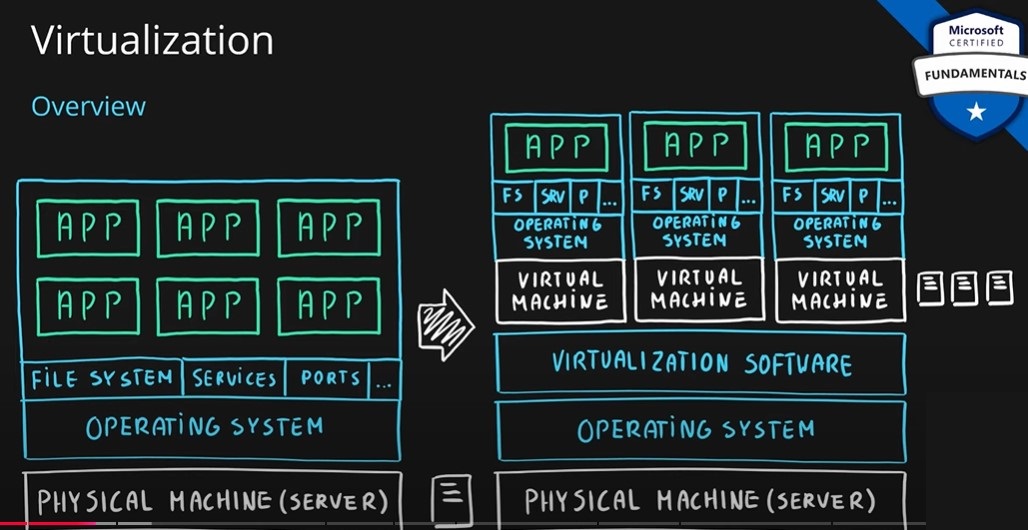 Virtualization
Overview
Microsoft
CERTIFIED
FUNDAMENTALS
APP APP APP
APP APP APP
FILE SYSTEM SERVICES PORTS ...
OPERATING SYSTEM
PHYSICAL MACHINE (SERVER)
APP APP APP
FS SRV P ... FS SRV P ... FS SRV P ...
OPERATING OPERATING OPERATING
SYSTEM SYSTEM SYSTEM
VIRTUAL VIRTUAL VIRTUAL
MACHINE MACHINE MACHINE
VIRTUALIZATION SOFTWARE
OPERATING SYSTEM
PHYSICAL MACHINE (SERVER)